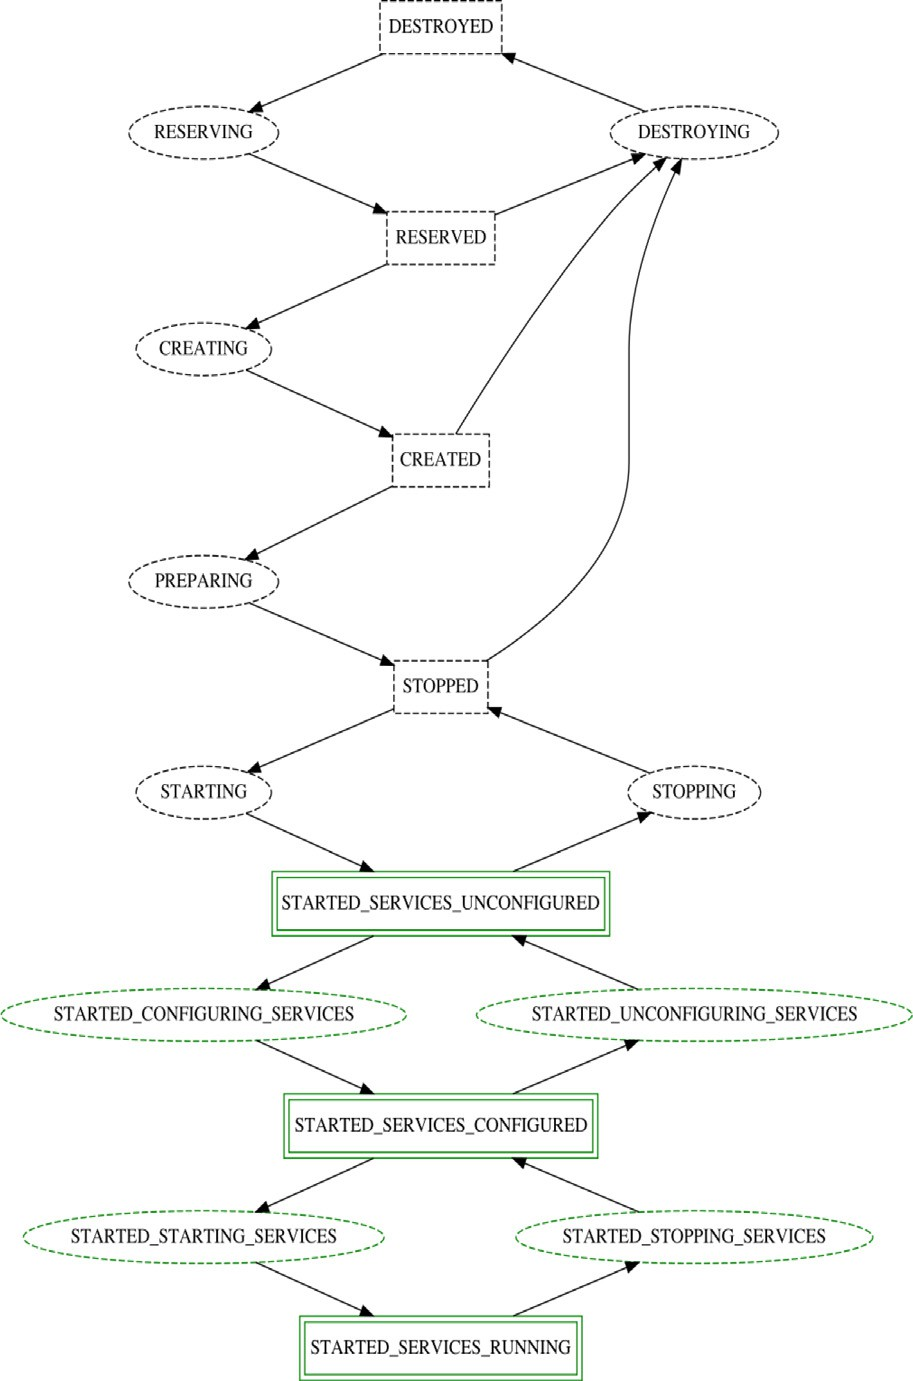 DESTROYED
RESERVING
DESTROYING
RESERVED
CREATING
CREATED
PREPARING
STOPPED
STARTING
STOPPING
STARTED_SERVICES_UNCONFIGURED
STARTED_CONFIGURING_SERVICES
STARTED_UNCONFIGURING_SERVICES
STARTED_SERVICES_CONFIGURED
STARTED_STARTING_SERVICES
STARTED_STOPPING_SERVICES
STARTED_SERVICES_RUNNING